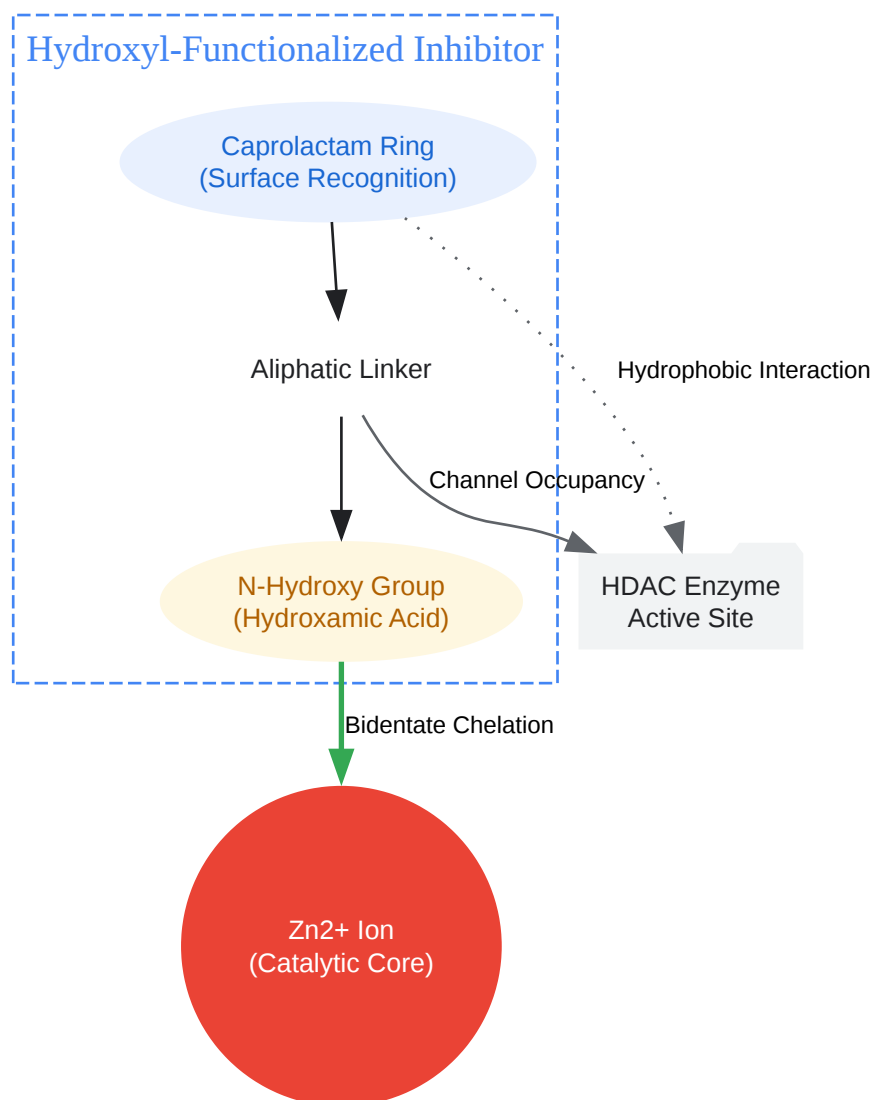 Hydroxyl-Functionalized Inhibitor
Caprolactam Ring
(Surface Recognition)
Aliphatic Linker
Hydrophobic Interaction
Channel Occupancy
N-Hydroxy Group
(Hydroxamic Acid)
HDAC Enzyme
Active Site
Bidentate Chelation
Zn2+ Ion
(Catalytic Core)